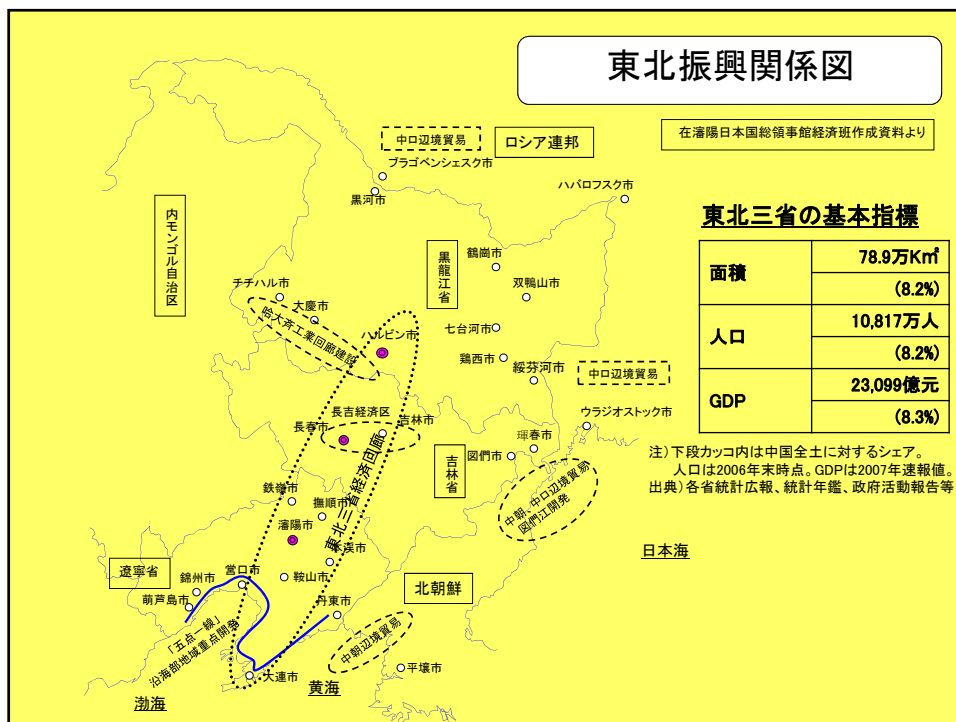 東北振興関係図
在瀋陽日本国総領事館経済班作成資料より
中ロ辺境貿易
ロシア連邦
ブラゴベンシェスク市
黒河市
ハバロフスク市
内モンゴル自治区
黒龍江省
鶴崗市
双鴨山市
チチハル市
大慶市
哈大斉工業回廊建設
ハルビン市
七台河市
鶏西市
綏芬河市
中ロ辺境貿易
ウラジオストック市
長吉経済区
長春市
吉林市
琿春市
図們市
吉林省
東北三省経済回廊
中朝、中ロ辺境貿易
図們江開発
鉄嶺市
撫順市
瀋陽市
本渓市
日本海
遼寧省
錦州市
営口市
鞍山市
葫芦島市
丹東市
北朝鮮
「五点一線」
沿海部地域重点開発
中朝辺境貿易
大連市
平壌市
黄海
渤海
東北三省の基本指標
面積
78.9万K㎡
(8.2%)
人口
10,817万人
(8.2%)
GDP
23,099億元
(8.3%)
注）下段カッコ内は中国全土に対するシェア。
人口は2006年末時点。GDPは2007年速報値。
出典）各省統計広報、統計年鑑、政府活動報告等